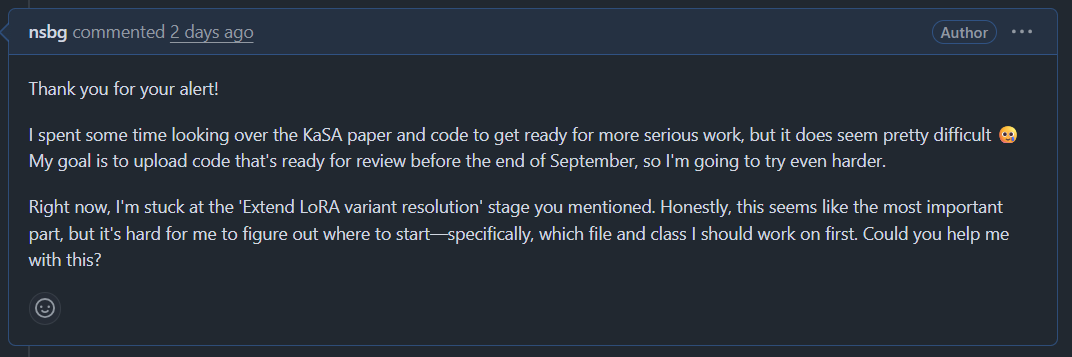 nsbg commented 2 days ago
Author
Thank you for your alert!
I spent some time looking over the KaSA paper and code to get ready for more serious work, but it does seem pretty difficult 🥲
My goal is to upload code that's ready for review before the end of September, so I'm going to try even harder.
Right now, I'm stuck at the 'Extend LoRA variant resolution' stage you mentioned. Honestly, this seems like the most important
part, but it's hard for me to figure out where to start—specifically, which file and class I should work on first. Could you help me
with this?